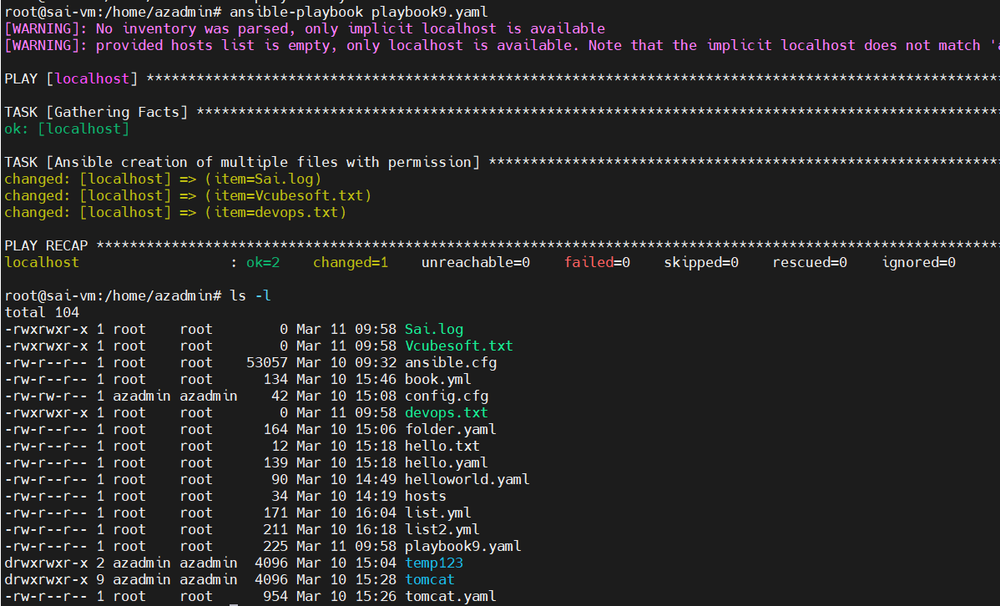 root@sai-vm:/home/azadmin# ansible-playbook playbook9.yaml
[WARNING]: No inventory was parsed, only implicit localhost is available
[WARNING]: provided hosts list is empty, only localhost is available. Note that the implicit localhost does not match '
PLAY [localhost] ******************************************************************************************************
TASK [Gathering Facts] ************************************************************************************************
ok: [localhost]
TASK [Ansible creation of multiple files with permission] *************************************************************
changed: [localhost] => (item=Sai.log)
changed: [localhost] => (item=Vcubesoft.txt)
changed: [localhost] => (item=devops.txt)
PLAY RECAP ************************************************************************************************************
localhost                  : ok=2    changed=1    unreachable=0    failed=0    skipped=0    rescued=0    ignored=0
root@sai-vm:/home/azadmin# ls -l
total 104
-rwxrwxr-x 1 root    root        0 Mar 11 09:58 Sai.log
-rwxrwxr-x 1 root    root        0 Mar 11 09:58 Vcubesoft.txt
-rw-r--r-- 1 root    root    53057 Mar 10 09:32 ansible.cfg
-rw-r--r-- 1 root    root      134 Mar 10 15:46 book.yml
-rw-rw-r-- 1 azadmin azadmin    42 Mar 10 15:08 config.cfg
-rwxrwxr-x 1 root    root        0 Mar 11 09:58 devops.txt
-rw-r--r-- 1 root    root      164 Mar 10 15:06 folder.yaml
-rw-r--r-- 1 root    root       12 Mar 10 15:18 hello.txt
-rw-r--r-- 1 root    root      139 Mar 10 15:18 hello.yaml
-rw-r--r-- 1 root    root       90 Mar 10 14:49 helloworld.yaml
-rw-r--r-- 1 root    root       34 Mar 10 14:19 hosts
-rw-r--r-- 1 root    root      171 Mar 10 16:04 list.yml
-rw-r--r-- 1 root    root      211 Mar 10 16:18 list2.yml
-rw-r--r-- 1 root    root      225 Mar 11 09:58 playbook9.yaml
drwxrwxr-x 2 azadmin azadmin  4096 Mar 10 15:04 temp123
drwxrwxr-x 9 azadmin azadmin  4096 Mar 10 15:28 tomcat
-rw-r--r-- 1 root    root      954 Mar 10 15:26 tomcat.yaml